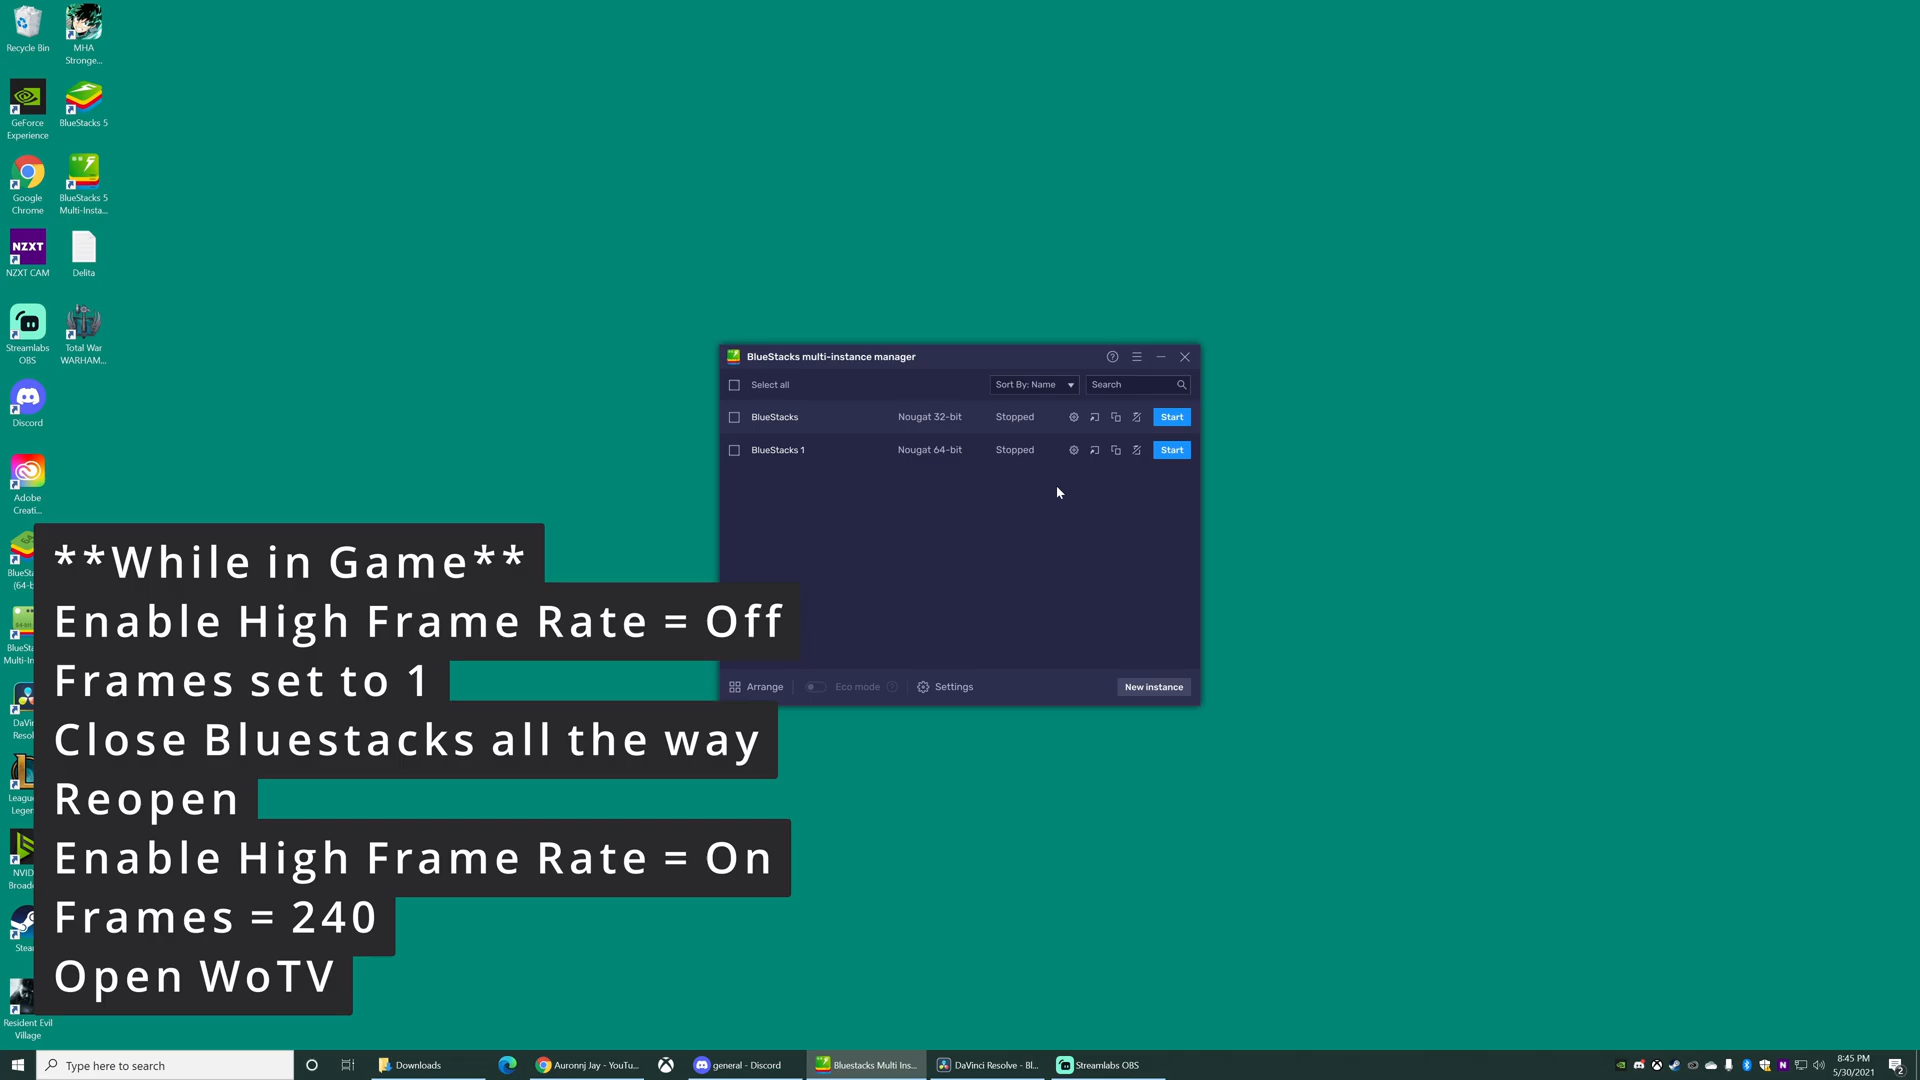 Recycle Bin
MHA
Stronge...
GeForce
Experience
BlueStacks 5
Google
Chrome
BlueStacks 5
Multi-Insta...
NZXT
NZXT CAM
Delita
Streamlabs
OBS
Total War
WARHAM...
Discord
Adobe
Creati...
BlueStacks multi-instance manager
Select all
Sort By: Name
Search
BlueStacks Nougat 32-bit Stopped Start
BlueStacks 1 Nougat 64-bit Stopped Start
Arrange
Eco mode
Settings
New instance
**While in Game**
Enable High Frame Rate = Off
Frames set to 1
Close Bluestacks all the way
Reopen
Enable High Frame Rate = On
Frames = 240
Open WoTV
Resident Evil
Village
Type here to search
Downloads
Auronnj Jay - YouTu...
general - Discord
Bluestacks Multi Ins...
DaVinci Resolve - Bl...
Streamlabs OBS
8:45 PM
5/30/2021